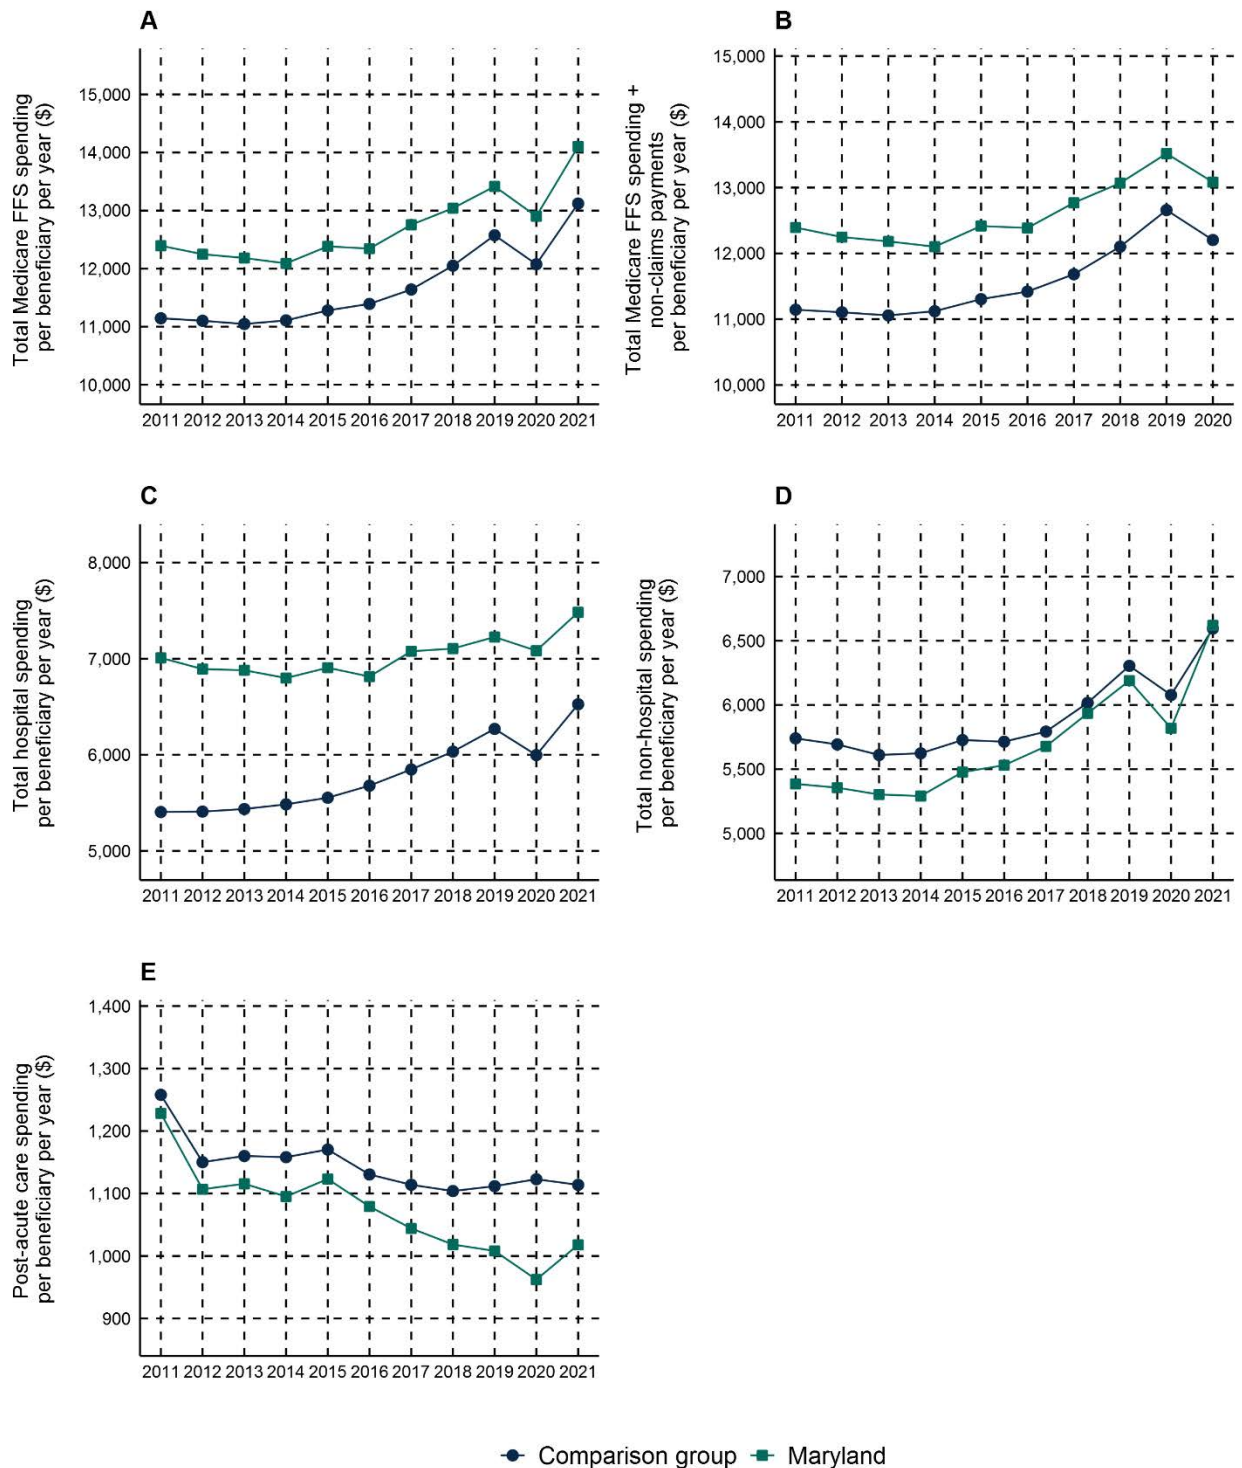 A
Total Medicare FFS spending
per beneficiary per year ($)
15,000
14,000
13,000
12,000
11,000
10,000
2011 2012 2013 2014 2015 2016 2017 2018 2019 2020 2021
B
Total Medicare FFS spending +
non-claims payments
per beneficiary per year ($)
15,000
14,000
13,000
12,000
11,000
10,000
2011 2012 2013 2014 2015 2016 2017 2018 2019 2020
C
Total hospital spending
per beneficiary per year ($)
8,000
7,000
6,000
5,000
2011 2012 2013 2014 2015 2016 2017 2018 2019 2020 2021
D
Total non-hospital spending
per beneficiary per year ($)
7,000
6,500
6,000
5,500
5,000
2011 2012 2013 2014 2015 2016 2017 2018 2019 2020 2021
E
Post-acute care spending
per beneficiary per year ($)
1,400
1,300
1,200
1,100
1,000
900
2011 2012 2013 2014 2015 2016 2017 2018 2019 2020 2021
Comparison group Maryland